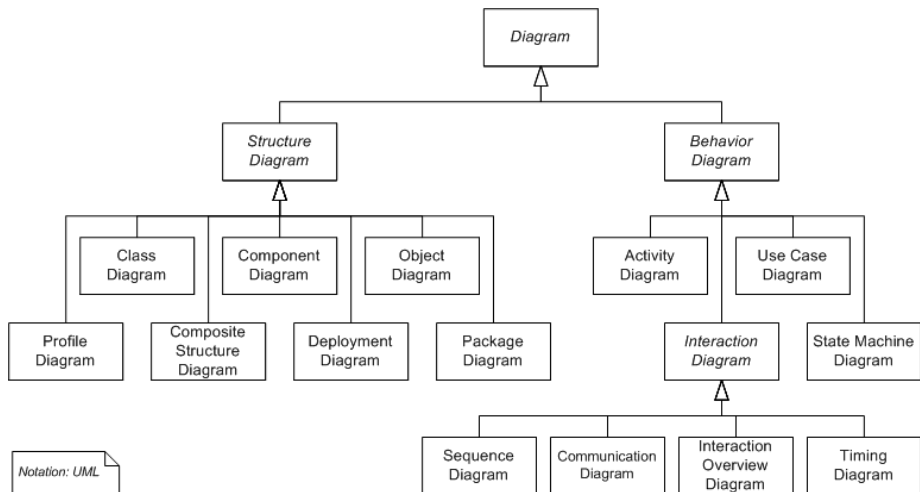 Diagram
Structure
Diagram
Behavior
Diagram
Class
Diagram
Component
Diagram
Object
Diagram
Activity
Diagram
Use Case
Diagram
Profile
Diagram
Composite
Structure
Diagram
Deployment
Diagram
Package
Diagram
Interaction
Diagram
State Machine
Diagram
Sequence
Diagram
Communication
Diagram
Interaction
Overview
Diagram
Timing
Diagram
Notation: UML